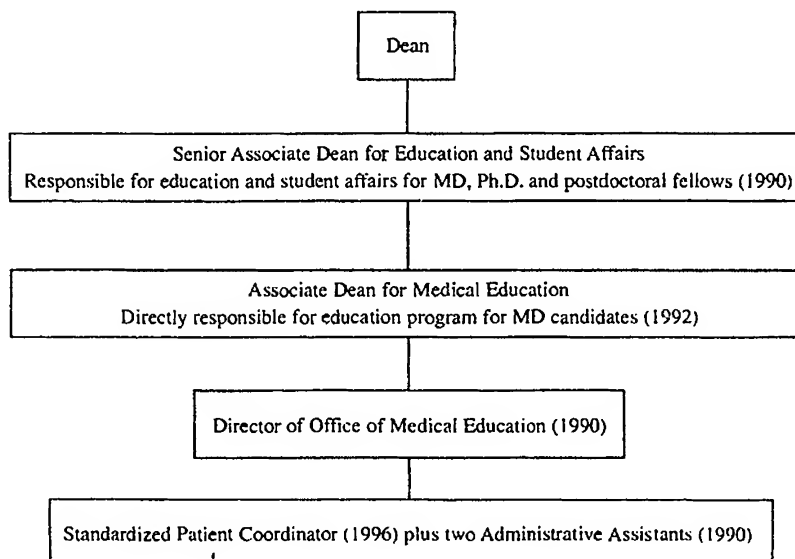 Dean
Senior Associate Dean for Education and Student Affairs
Responsible for education and student affairs for MD, Ph.D. and postdoctoral fellows (1990)
Associate Dean for Medical Education
Directly responsible for education program for MD candidates (1992)
Director of Office of Medical Education (1990)
Standardized Patient Coordinator (1996) plus two Administrative Assistants (1990)